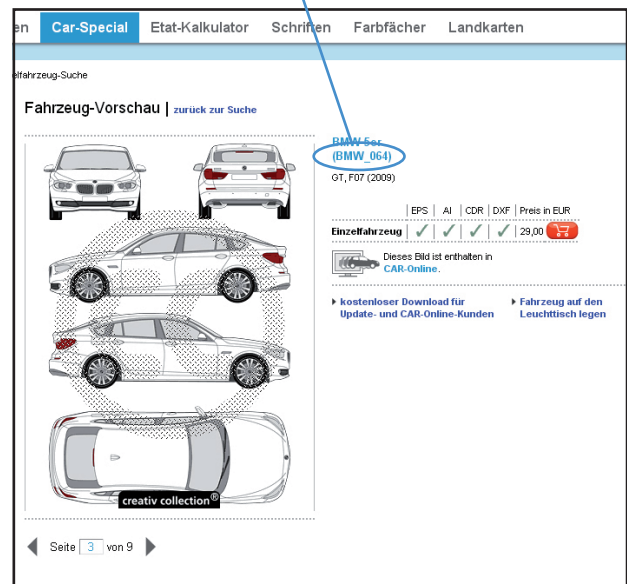 en Car-Special Etat-Kalkulator Schriften Farbfächer Landkarten
elfahrzeug-Suche
Fahrzeug-Vorschau | zurück zur Suche
BMW 5er
(BMW_064)
GT, F07 (2009)
EPS | AI | CDR | DXF | Preis in EUR
Einzelfahrzeug | ✓ | ✓ | ✓ | ✓ | 29,00
Dieses Bild ist enthalten in
CAR-Online.
kostenloser Download für
Update- und CAR-Online-Kunden
Fahrzeug auf den
Leuchttisch legen
creativ collection®
Seite 3 von 9